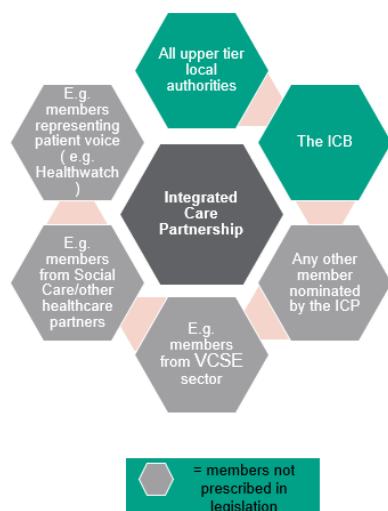 All upper tier
local
authorities
E.g.
members
representing
patient voice
( e.g.
Healthwatch)
The ICB
Integrated
Care
Partnership
E.g.
members
from Social
Care/other
healthcare
partners
Any other
member
nominated
by the ICP
E.g.
members
from VCSE
sector
= members not
prescribed in
legislation